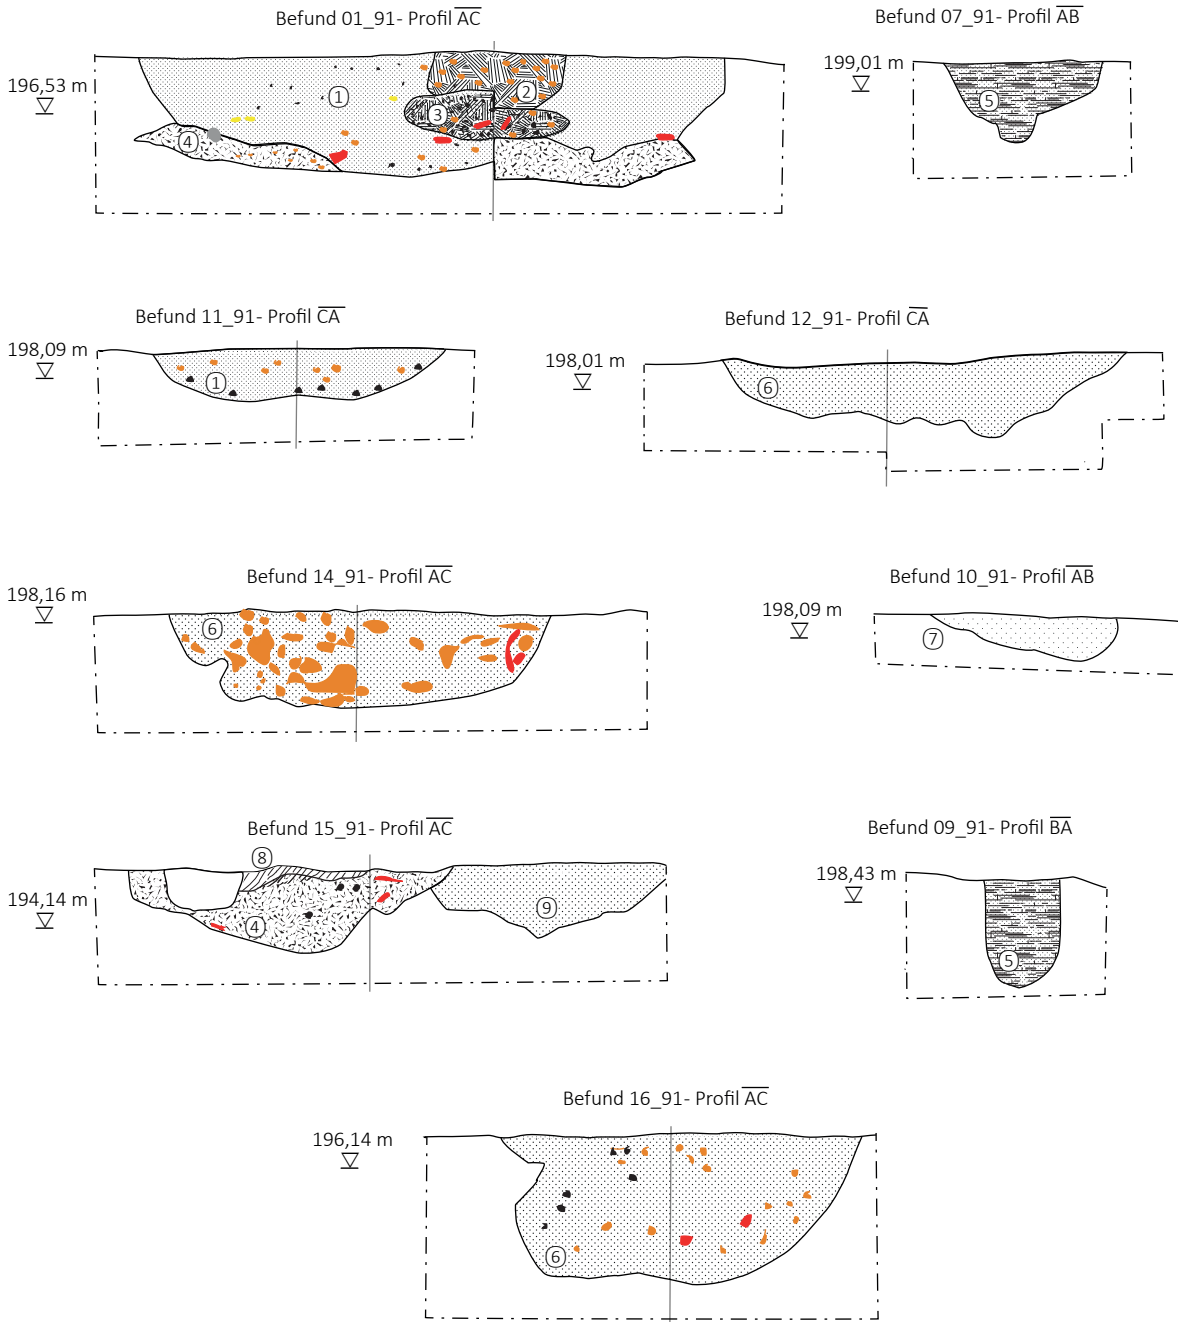 Befund 01_91- Profil AC
196,53 m
1
2
3
4
Befund 07_91- Profil AB
199,01 m
5
Befund 11_91- Profil CA
198,09 m
1
Befund 12_91- Profil CA
198,01 m
6
Befund 14_91- Profil AC
198,16 m
6
Befund 10_91- Profil AB
198,09 m
7
Befund 15_91- Profil AC
194,14 m
8
4
9
Befund 09_91- Profil BA
198,43 m
5
Befund 16_91- Profil AC
196,14 m
6